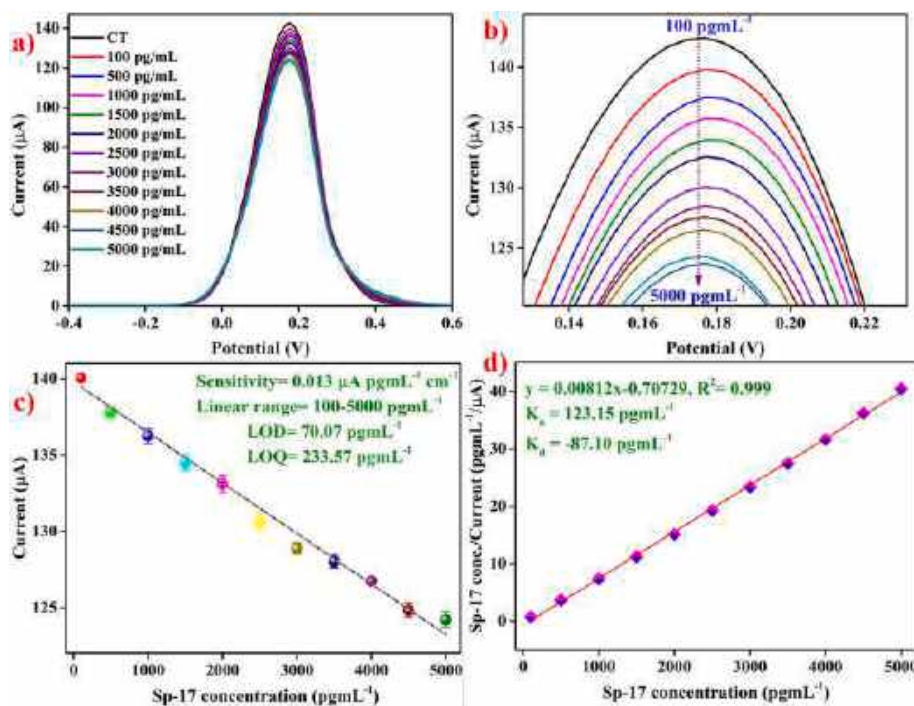 a)
CT
100 pg/mL
500 pg/mL
1000 pg/mL
1500 pg/mL
2000 pg/mL
2500 pg/mL
3000 pg/mL
3500 pg/mL
4000 pg/mL
4500 pg/mL
5000 pg/mL
140
120
100
80
60
40
20
0
Current (µA)
-0.4
-0.2
0.0
0.2
0.4
0.6
Potential (V)
b)
100 pgmL⁻¹
5000 pgmL⁻¹
140
135
130
125
Current (µA)
0.14
0.16
0.18
0.20
0.22
Potential (V)
c)
Sensitivity= 0.013 µA pgmL⁻¹ cm⁻¹
Linear range= 100-5000 pgmL⁻¹
LOD= 70.07 pgmL⁻¹
LOQ= 233.57 pgmL⁻¹
140
135
130
125
Current (µA)
0
1000
2000
3000
4000
5000
Sp-17 concentration (pgmL⁻¹)
d)
y = 0.00812x-0.70729, R²= 0.999
= 123.15 pgmL⁻¹
K_d = -87.10 pgmL⁻¹
40
30
20
10
0
Sp-17 conc./Current (pgmL⁻¹/µA)
0
1000
2000
3000
4000
5000
Sp-17 concentration (pgmL⁻¹)